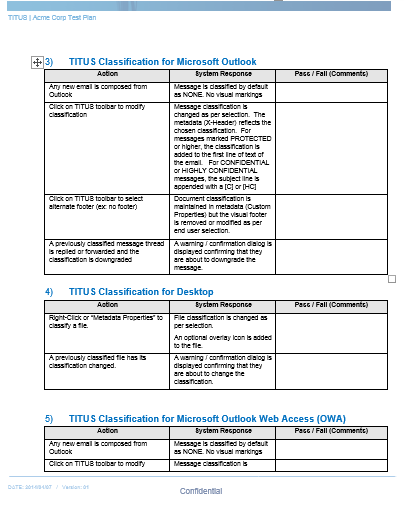 TITUS | Acme Corp Test Plan
3) TITUS Classification for Microsoft Outlook
Action System Response Pass / Fail (Comments)
Any new email is composed from Message is classified by default
Outlook as NONE. No visual markings
Click on TITUS toolbar to modify Message classification is
classification changed as per selection. The
metadata (X-Header) reflects the
chosen classification. For
messages marked PROTECTED
or higher, the classification is
added to the first line of text of
the email. For CONFIDENTIAL
or HIGHLY CONFIDENTIAL
messages, the subject line is
appended with a [C] or [HC]
Click on TITUS toolbar to select Document classification is
alternate footer (ex: no footer) maintained in metadata (Custom
Properties) but the visual footer
is removed or modified as per
end user selection.
A previously classified message thread A warning / confirmation dialog is
is replied or forwarded and the displayed confirming that they
classification is downgraded are about to downgrade the
message.
4) TITUS Classification for Desktop
Action System Response Pass / Fail (Comments)
Right-Click or "Metadata Properties" to File classification is changed as
classify a file. per selection.
An optional overlay icon is added
to the file.
A previously classified file has its A warning / confirmation dialog is
classification changed. displayed confirming that they
are about to change the
classification.
5) TITUS Classification for Microsoft Outlook Web Access (OWA)
Action System Response Pass / Fail (Comments)
Any new email is composed from Message is classified by default
Outlook as NONE. No visual markings
Click on TITUS toolbar to modify Message classification is
Confidential